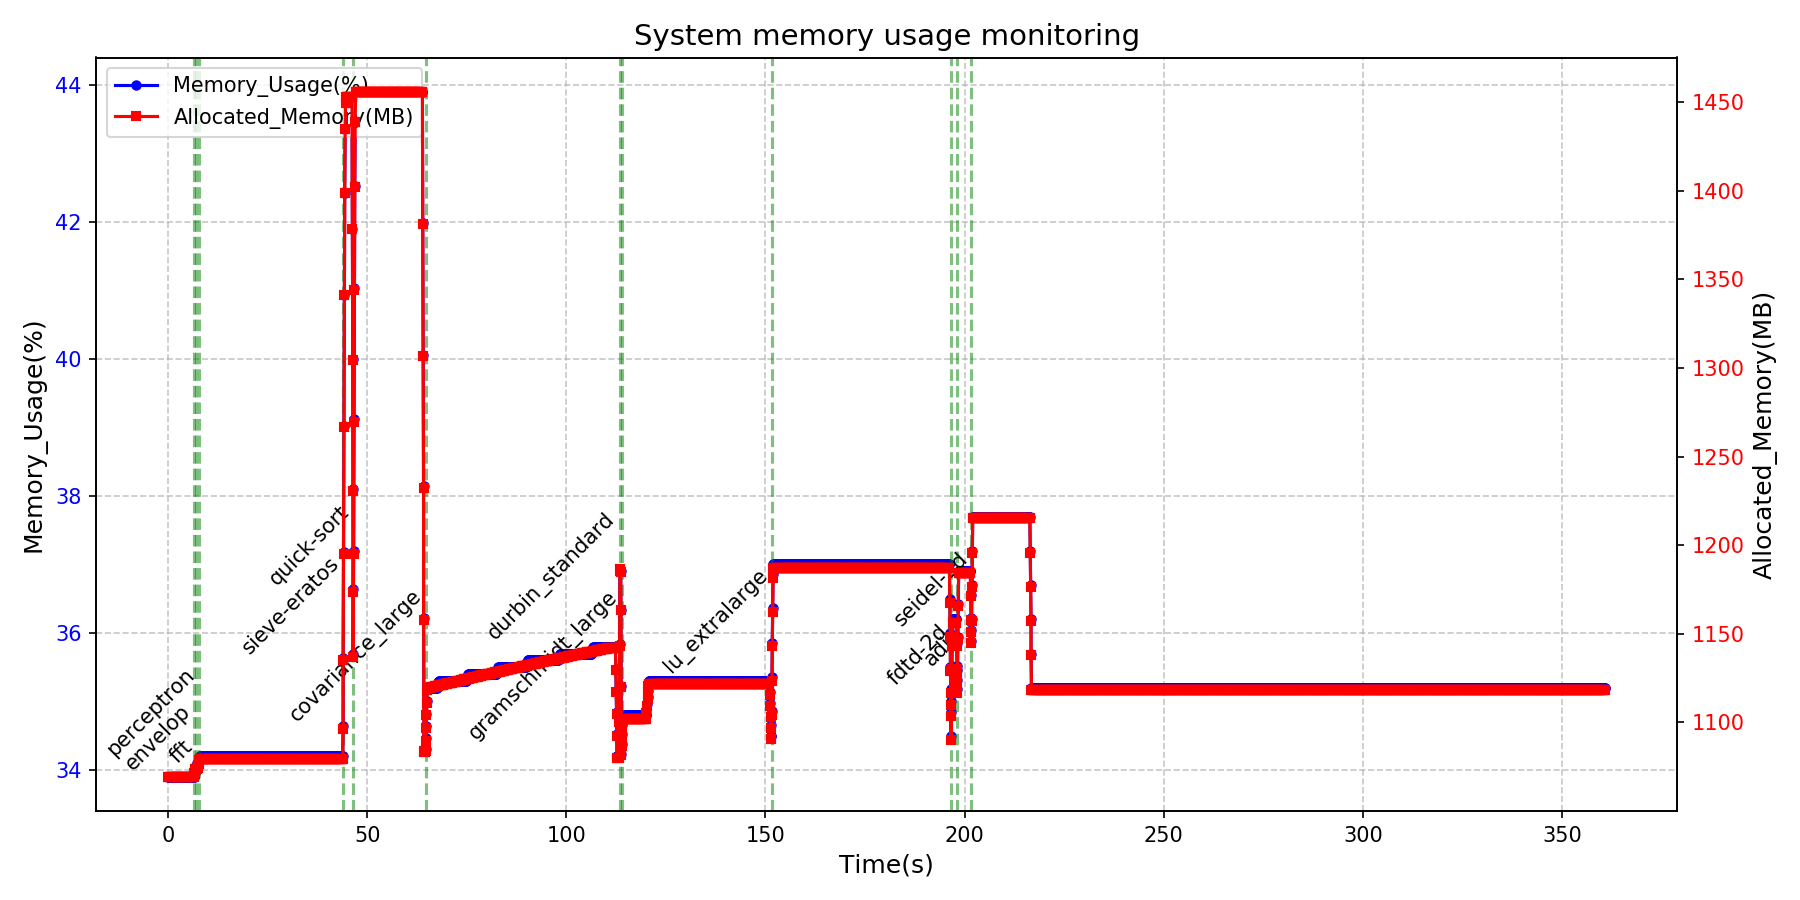 System memory usage monitoring
Memory_Usage(%)
Allocated_Memory(MB)
44
42
40
38
36
34
Memory_Usage(%)
1450
1400
1350
1300
1250
1200
1150
1100
Allocated_Memory(MB)
perceptron
envelop
fft
quick-sort
sieve-eratos
covariance_large
durbin_standard
gramschmidt_large
lu_extralarge
fdtd-2d
0
50
100
150
200
250
300
350
Time(s)